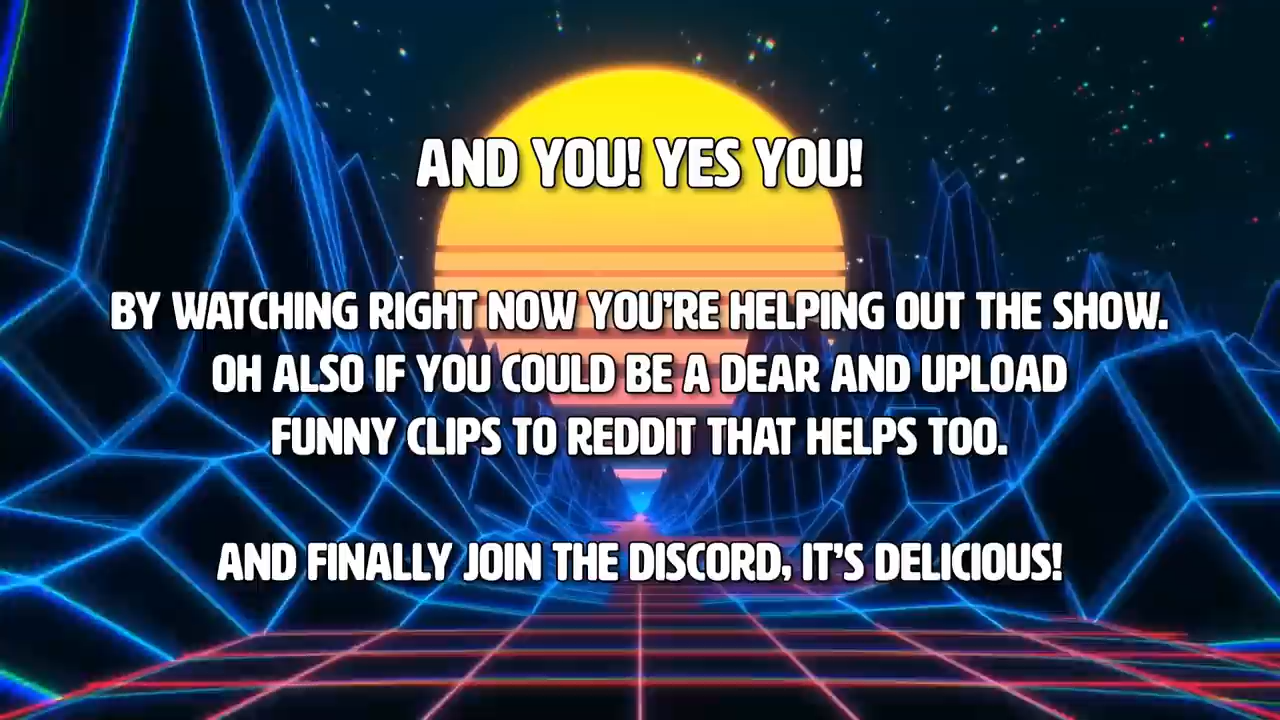 AND YOU! YES YOU!
BY WATCHING RIGHT NOW YOU'RE HELPING OUT THE SHOW.
OH ALSO IF YOU COULD BE A DEAR AND UPLOAD
FUNNY CLIPS TO REDDIT THAT HELPS TOO.
AND FINALLY JOIN THE DISCORD, IT'S DELICIOUS!